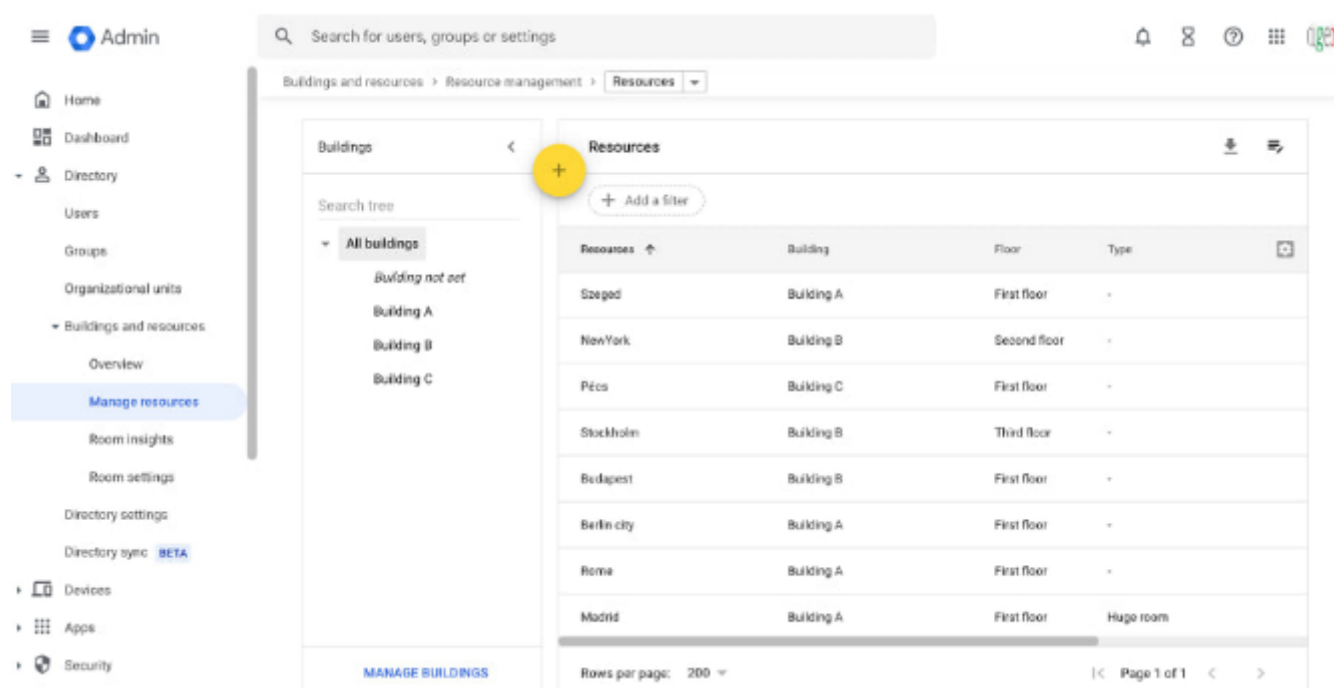 Admin
Search for users, groups or settings
Buildings and resources > Resource management > Resources
Home
Dashboard
Directory
Users
Groups
Organizational units
Buildings and resources
Overview
Manage resources
Room insights
Room settings
Directory settings
Directory sync BETA
Devices
Apps
Security
Buildings
Search tree
All buildings
Building not set
Building A
Building B
Building C
MANAGE BUILDINGS
Resources
+ Add a filter
Resources Building Floor Type
Szeged Building A First floor -
NewYork Building B Second floor -
Pécs Building C First floor -
Stockholm Building B Third floor -
Budapest Building B First floor -
Berlin city Building A First floor -
Rome Building A First floor -
Madrid Building A First floor Huge room
Rows per page: 200 Page 1 of 1